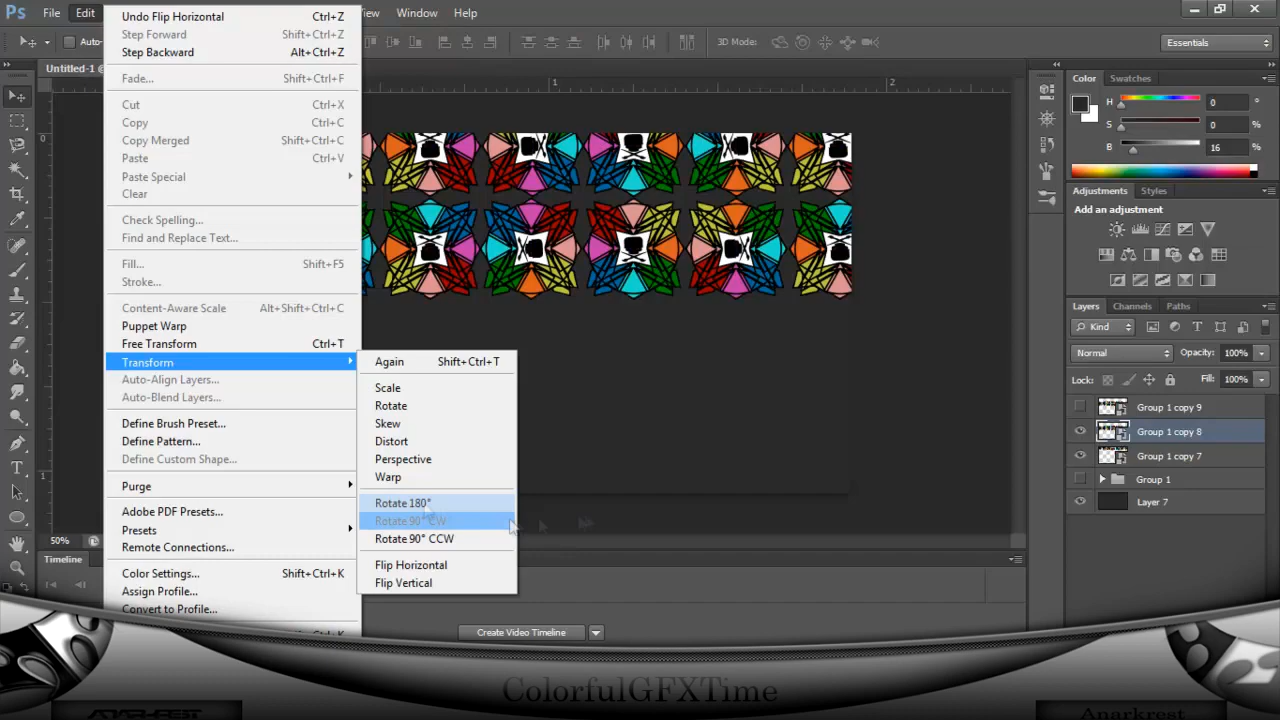 Ps
File
Edit
View
Window
Help
Undo Flip Horizontal Ctrl+Z
Step Forward Shift+Ctrl+Z
Step Backward Alt+Ctrl+Z
Fade... Shift+Ctrl+F
Cut Ctrl+X
Copy Ctrl+C
Copy Merged Shift+Ctrl+C
Paste Ctrl+V
Paste Special
Clear
Check Spelling...
Find and Replace Text...
Fill... Shift+F5
Stroke...
Content-Aware Scale Alt+Shift+Ctrl+C
Puppet Warp
Free Transform Ctrl+T
Transform
Auto-Align Layers...
Auto-Blend Layers...
Define Brush Preset...
Define Pattern...
Define Custom Shape...
Purge
Adobe PDF Presets...
Presets
Remote Connections...
Color Settings... Shift+Ctrl+K
Assign Profile...
Convert to Profile...
Again Shift+Ctrl+T
Scale
Rotate
Skew
Distort
Perspective
Warp
Rotate 180°
Rotate 90° CW
Rotate 90° CCW
Flip Horizontal
Flip Vertical
Auto-
3D Mode:
Essentials
Untitled-1 @
1
2
0
1
50%
Timeline
Create Video Timeline
Color Swatches
H 0 °
S 0 %
B 16 %
Adjustments Styles
Add an adjustment
Layers Channels Paths
Kind
Normal Opacity: 100%
Lock: Fill: 100%
Group 1 copy 9
Group 1 copy 8
Group 1 copy 7
Group 1
Layer 7
ColorfulGFXTime
Anarkrest